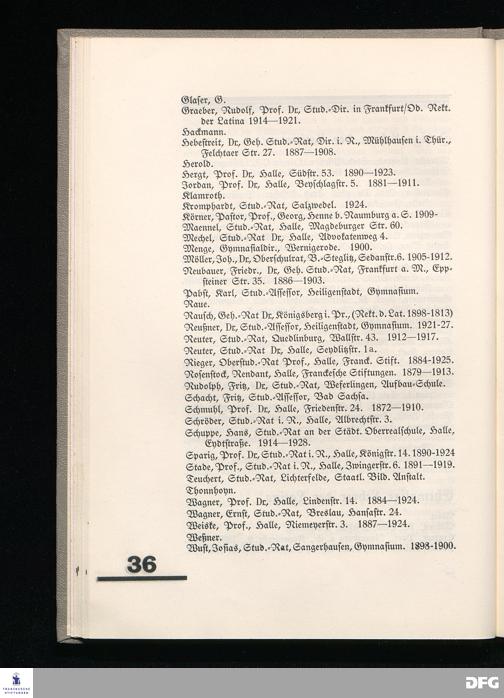 Glaser, G.
Graeber, Rudolf, Prof. Dr., Stud.-Dir. in Frankfurt/Od. Rekt.
der Latina 1914—1921.
Hackmann.
Hebestreit, Dr., Geh. Stud.-Rat, Dir. i. R., Mühlhausen i. Thür.,
Felchtaer Str. 27. 1887—1908.
Herold.
Hergt, Prof. Dr., Halle, Südstr. 53. 1890—1923.
Jordan, Prof. Dr., Halle, Beyschlagstr. 5. 1881—1911.
Klamroth.
Kromphardt, Stud.-Rat, Salzwedel. 1924.
Körner, Pastor, Prof., Georg, Henne b. Naumburg a. S. 1909-
Maennel, Stud.-Rat, Halle, Magdeburger Str. 60.
Mechel, Stud.-Rat Dr., Halle, Advokatenweg 4.
Menge, Gymnasialdir., Wernigerode. 1900.
Möller, Joh., Dr., Oberschulrat, B.-Steglitz, Sedanstr. 6. 1905-1912.
Neubauer, Friedr., Dr., Geh. Stud.-Rat, Frankfurt a. M., Epp-
steiner Str. 35. 1886—1903.
Pabst, Karl, Stud.-Assessor, Heiligenstadt, Gymnasium.
Raue.
Rausch, Geh.-Rat Dr., Königsberg i. Pr., (Rekt. d. Lat. 1898-1813)
Reußner, Dr., Stud.-Assessor, Heiligenstadt, Gymnasium. 1921-27.
Reuter, Stud.-Rat, Quedlinburg, Wallstr. 43. 1912—1917.
Reuter, Stud.-Rat Dr., Halle, Seydlitzstr. 1a.
Rieger, Oberstud.-Rat Prof., Halle, Franck. Stift. 1884-1925.
Rosenstock, Rendant, Halle, Franckesche Stiftungen. 1879—1913.
Rudolph, Fritz, Dr., Stud.-Rat, Weferlingen, Aufbau-Schule.
Schacht, Fritz, Stud.-Assessor, Bad Sachsa.
Schmuhl, Prof. Dr., Halle, Friedenstr. 24. 1872—1910.
Schröder, Stud.-Rat i. R., Halle, Albrechtstr. 3.
Schuppe, Hans, Stud.-Rat an der Städt. Oberrealschule, Halle,
Eydtstraße. 1914—1928.
Sparig, Prof. Dr., Stud.-Rat i. R., Halle, Königstr. 14. 1890-1924
Stade, Prof., Stud.-Rat i. R., Halle, Zwingerstr. 6. 1891—1919.
Teuchert, Stud.-Rat, Lichterfelde, Staatl. Bild. Anstalt.
Thonnhoyn.
Wagner, Prof. Dr., Halle, Lindenstr. 14. 1884—1924.
Wagner, Ernst, Stud.-Rat, Breslau, Hansastr. 24.
Weiske, Prof., Halle, Niemeyerstr. 3. 1887—1924.
Weßner.
Wust, Josias, Stud.-Rat, Sangerhausen, Gymnasium. 1898-1900.
36
FRANCKESCHE
STIFTUNGEN
DFG